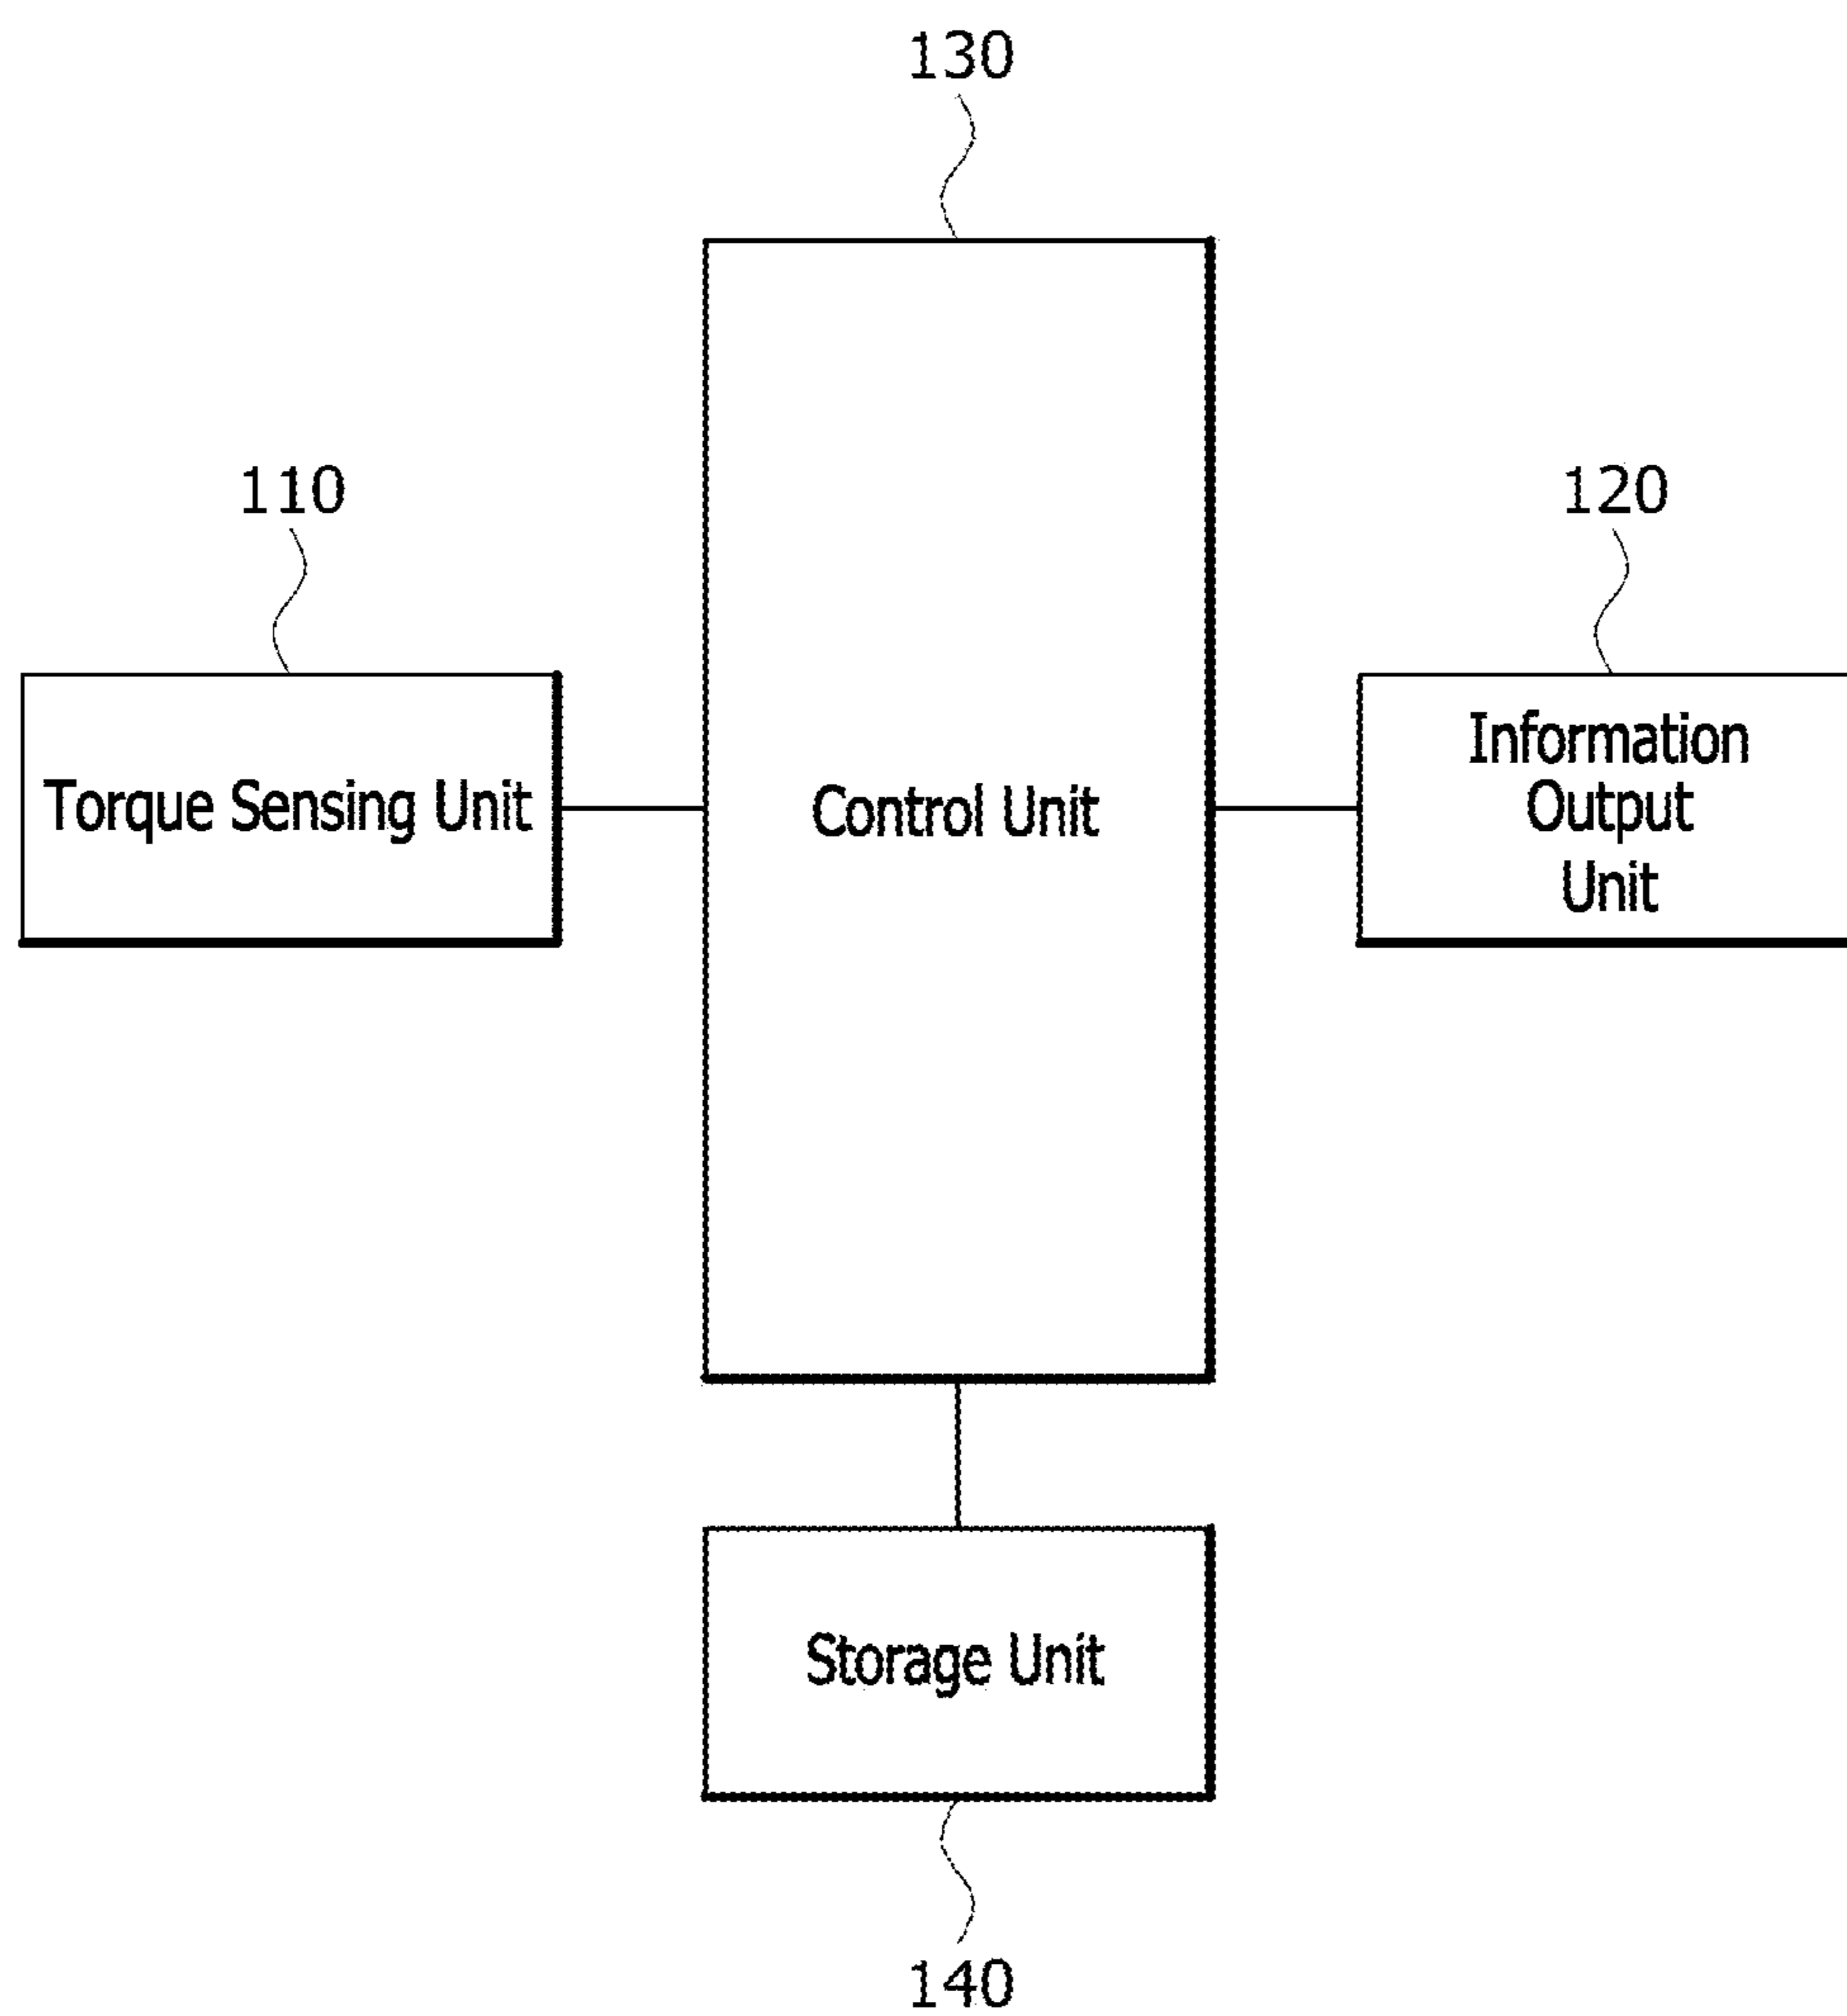 130
110
120
Torque Sensing Unit
Control Unit
Information
Output
Unit
Storage Unit
140